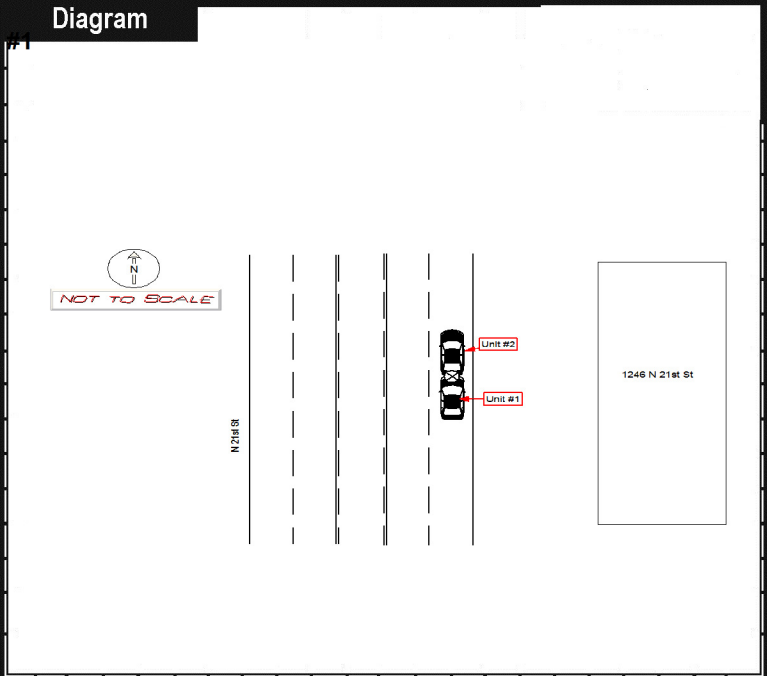 Diagram
#1
N
NOT TO SCALE
Unit #2
1246 N 21st St
Unit #1
N 21st St